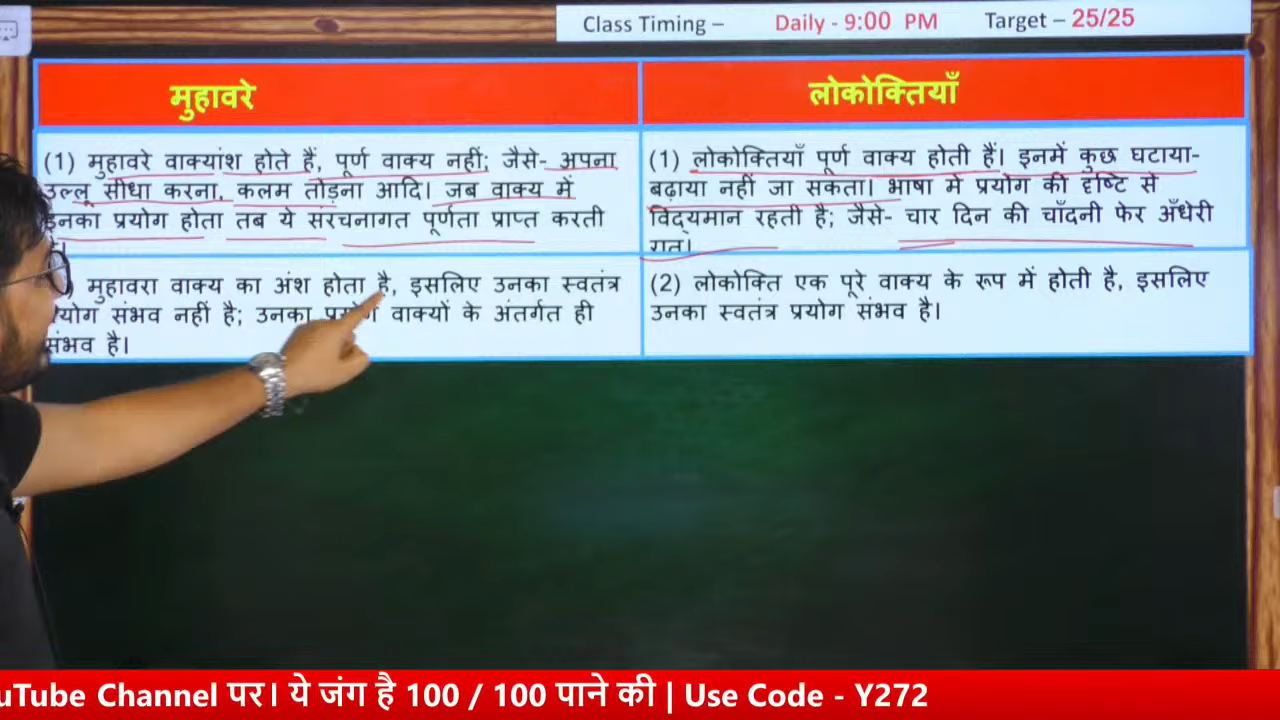 Class Timing – Daily - 9:00 PM Target – 25/25
मुहावरे
लोकोक्तियाँ
(1) मुहावरे वाक्यांश होते हैं, पूर्ण वाक्य नहीं; जैसे- अपना
उल्लू सीधा करना, कलम तोड़ना आदि। जब वाक्य में
इनका प्रयोग होता तब ये संरचनागत पूर्णता प्राप्त करती
(1) लोकोक्तियाँ पूर्ण वाक्य होती हैं। इनमें कुछ घटाया-
बढ़ाया नहीं जा सकता। भाषा में प्रयोग की दृष्टि से
विद्यमान रहती है; जैसे- चार दिन की चाँदनी फेर अँधेरी
मुहावरा वाक्य का अंश होता है, इसलिए उनका स्वतंत्र
संभव नहीं है; उनका प्रयोग वाक्यों के अंतर्गत ही
संभव है।
(2) लोकोक्ति एक पूरे वाक्य के रूप में होती है, इसलिए
उनका स्वतंत्र प्रयोग संभव है।
uTube Channel पर। ये जंग है 100 / 100 पाने की | Use Code - Y272